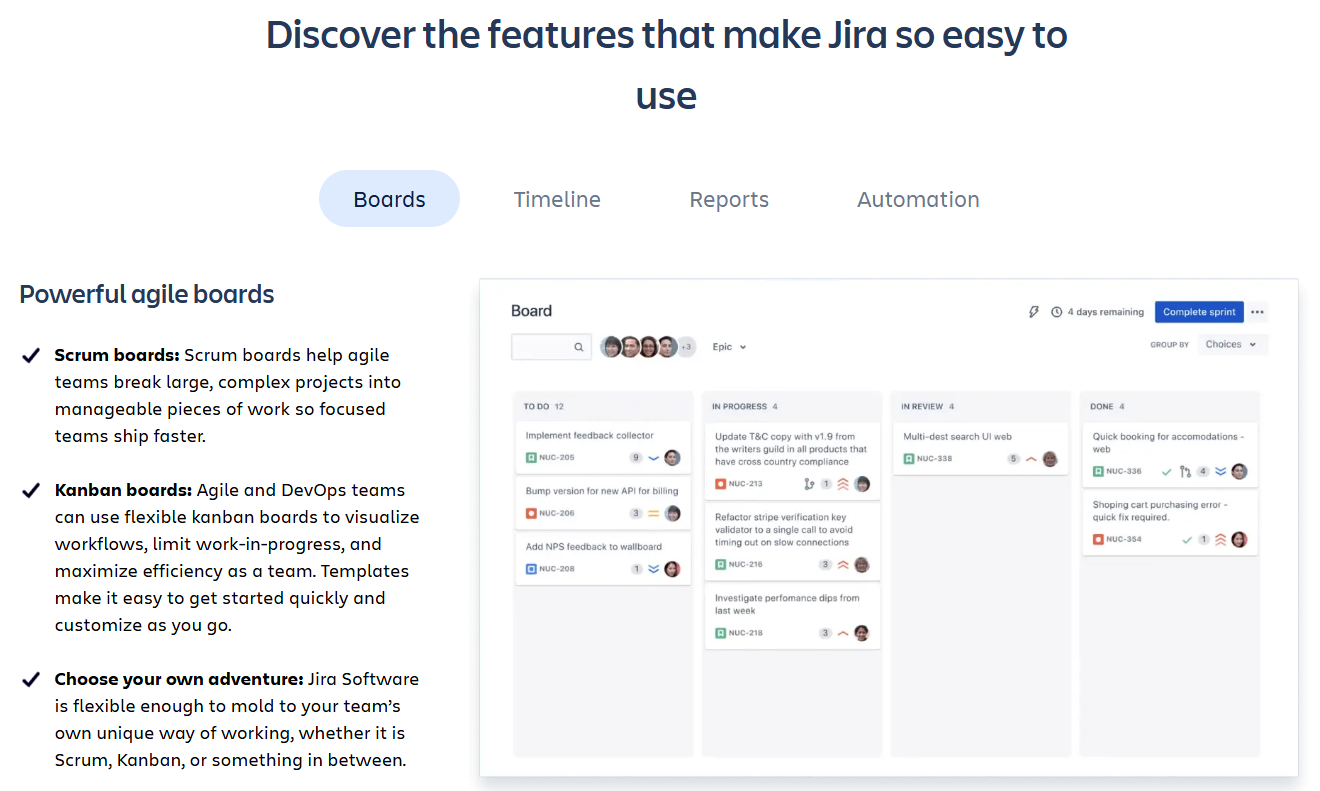 Discover the features that make Jira so easy to
use
Boards
Timeline
Reports
Automation
Powerful agile boards
Scrum boards: Scrum boards help agile
teams break large, complex projects into
manageable pieces of work so focused
teams ship faster.
Kanban boards: Agile and DevOps teams
can use flexible kanban boards to visualize
workflows, limit work-in-progress, and
maximize efficiency as a team. Templates
make it easy to get started quickly and
customize as you go.
Choose your own adventure: Jira Software
is flexible enough to mold to your team’s
own unique way of working, whether it is
Scrum, Kanban, or something in between.
Board
4 days remaining
Complete sprint
+3
Epic
GROUP BY
Choices
TO DO 12
Implement feedback collector
NUC-205 9
Bump version for new API for billing
NUC-206 3
Add NPS feedback to wallboard
NUC-208 1
IN PROGRESS 4
Update T&C copy with v1.9 from
the writers guild in all products that
have cross country compliance
NUC-213 1
Refactor stripe verification key
validator to a single call to avoid
timing out on slow connections
NUC-216 3
Investigate perfomance dips from
last week
NUC-218 3
IN REVIEW 4
Multi-dest search UI web
NUC-338 5
DONE 4
Quick booking for accomodations -
web
NUC-336 4
Shoping cart purchasing error -
quick fix required.
NUC-354 1